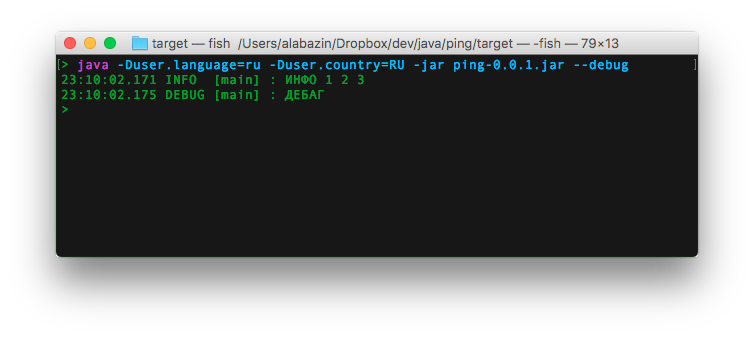 target — fish /Users/alabazin/Dropbox/dev/java/ping/target — -fish — 79×13
[> java -Duser.language=ru -Duser.country=RU -jar ping-0.0.1.jar --debug ]
23:10:02.171 INFO  [main] : ИНФО 1 2 3
23:10:02.175 DEBUG [main] : ДЕБАГ
>